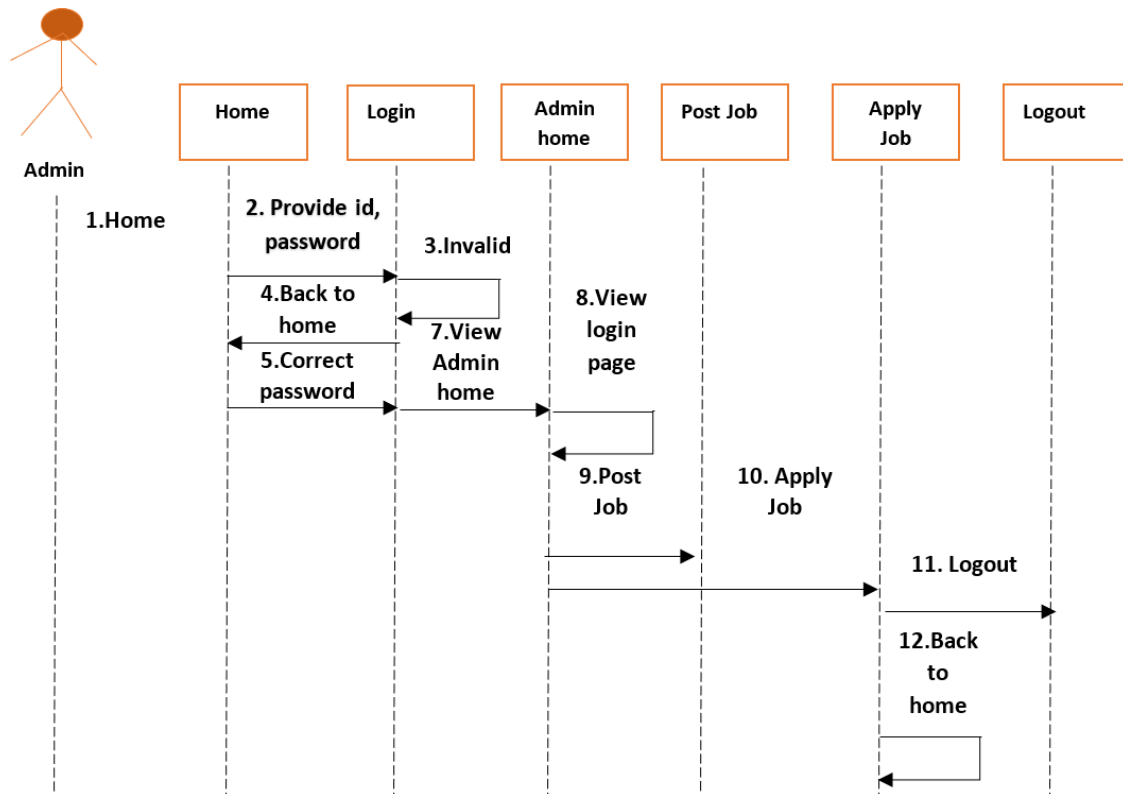 Home
Login
Admin
home
Post Job
Apply
Job
Logout
Admin
1.Home
2. Provide id,
password
3.Invalid
4.Back to
home
5.Correct
password
7.View
Admin
home
8.View
login
page
9.Post
Job
10. Apply
Job
11. Logout
12.Back
to
home